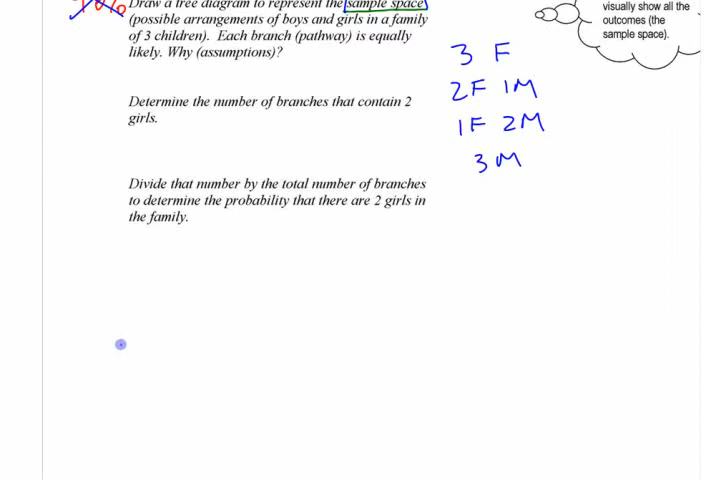 Draw a tree diagram to represent the sample space
(possible arrangements of boys and girls in a family
of 3 children). Each branch (pathway) is equally
likely. Why (assumptions)?
Determine the number of branches that contain 2
girls.
Divide that number by the total number of branches
to determine the probability that there are 2 girls in
the family.
3 F
2F 1M
1F 2M
3M
visually show all the
outcomes (the
sample space).